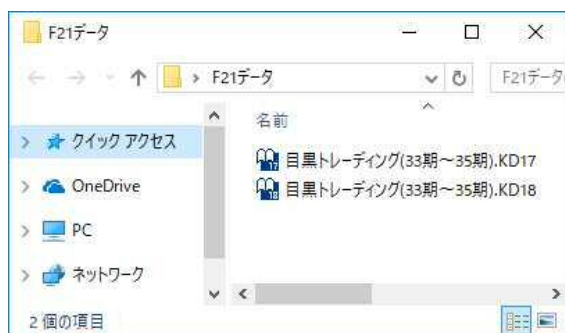 F21データ
F21データ
F21データ
名前
クイック アクセス
OneDrive
PC
ネットワーク
目黒トレーディング(33期～35期).KD17
目黒トレーディング(33期～35期).KD18
2 個の項目